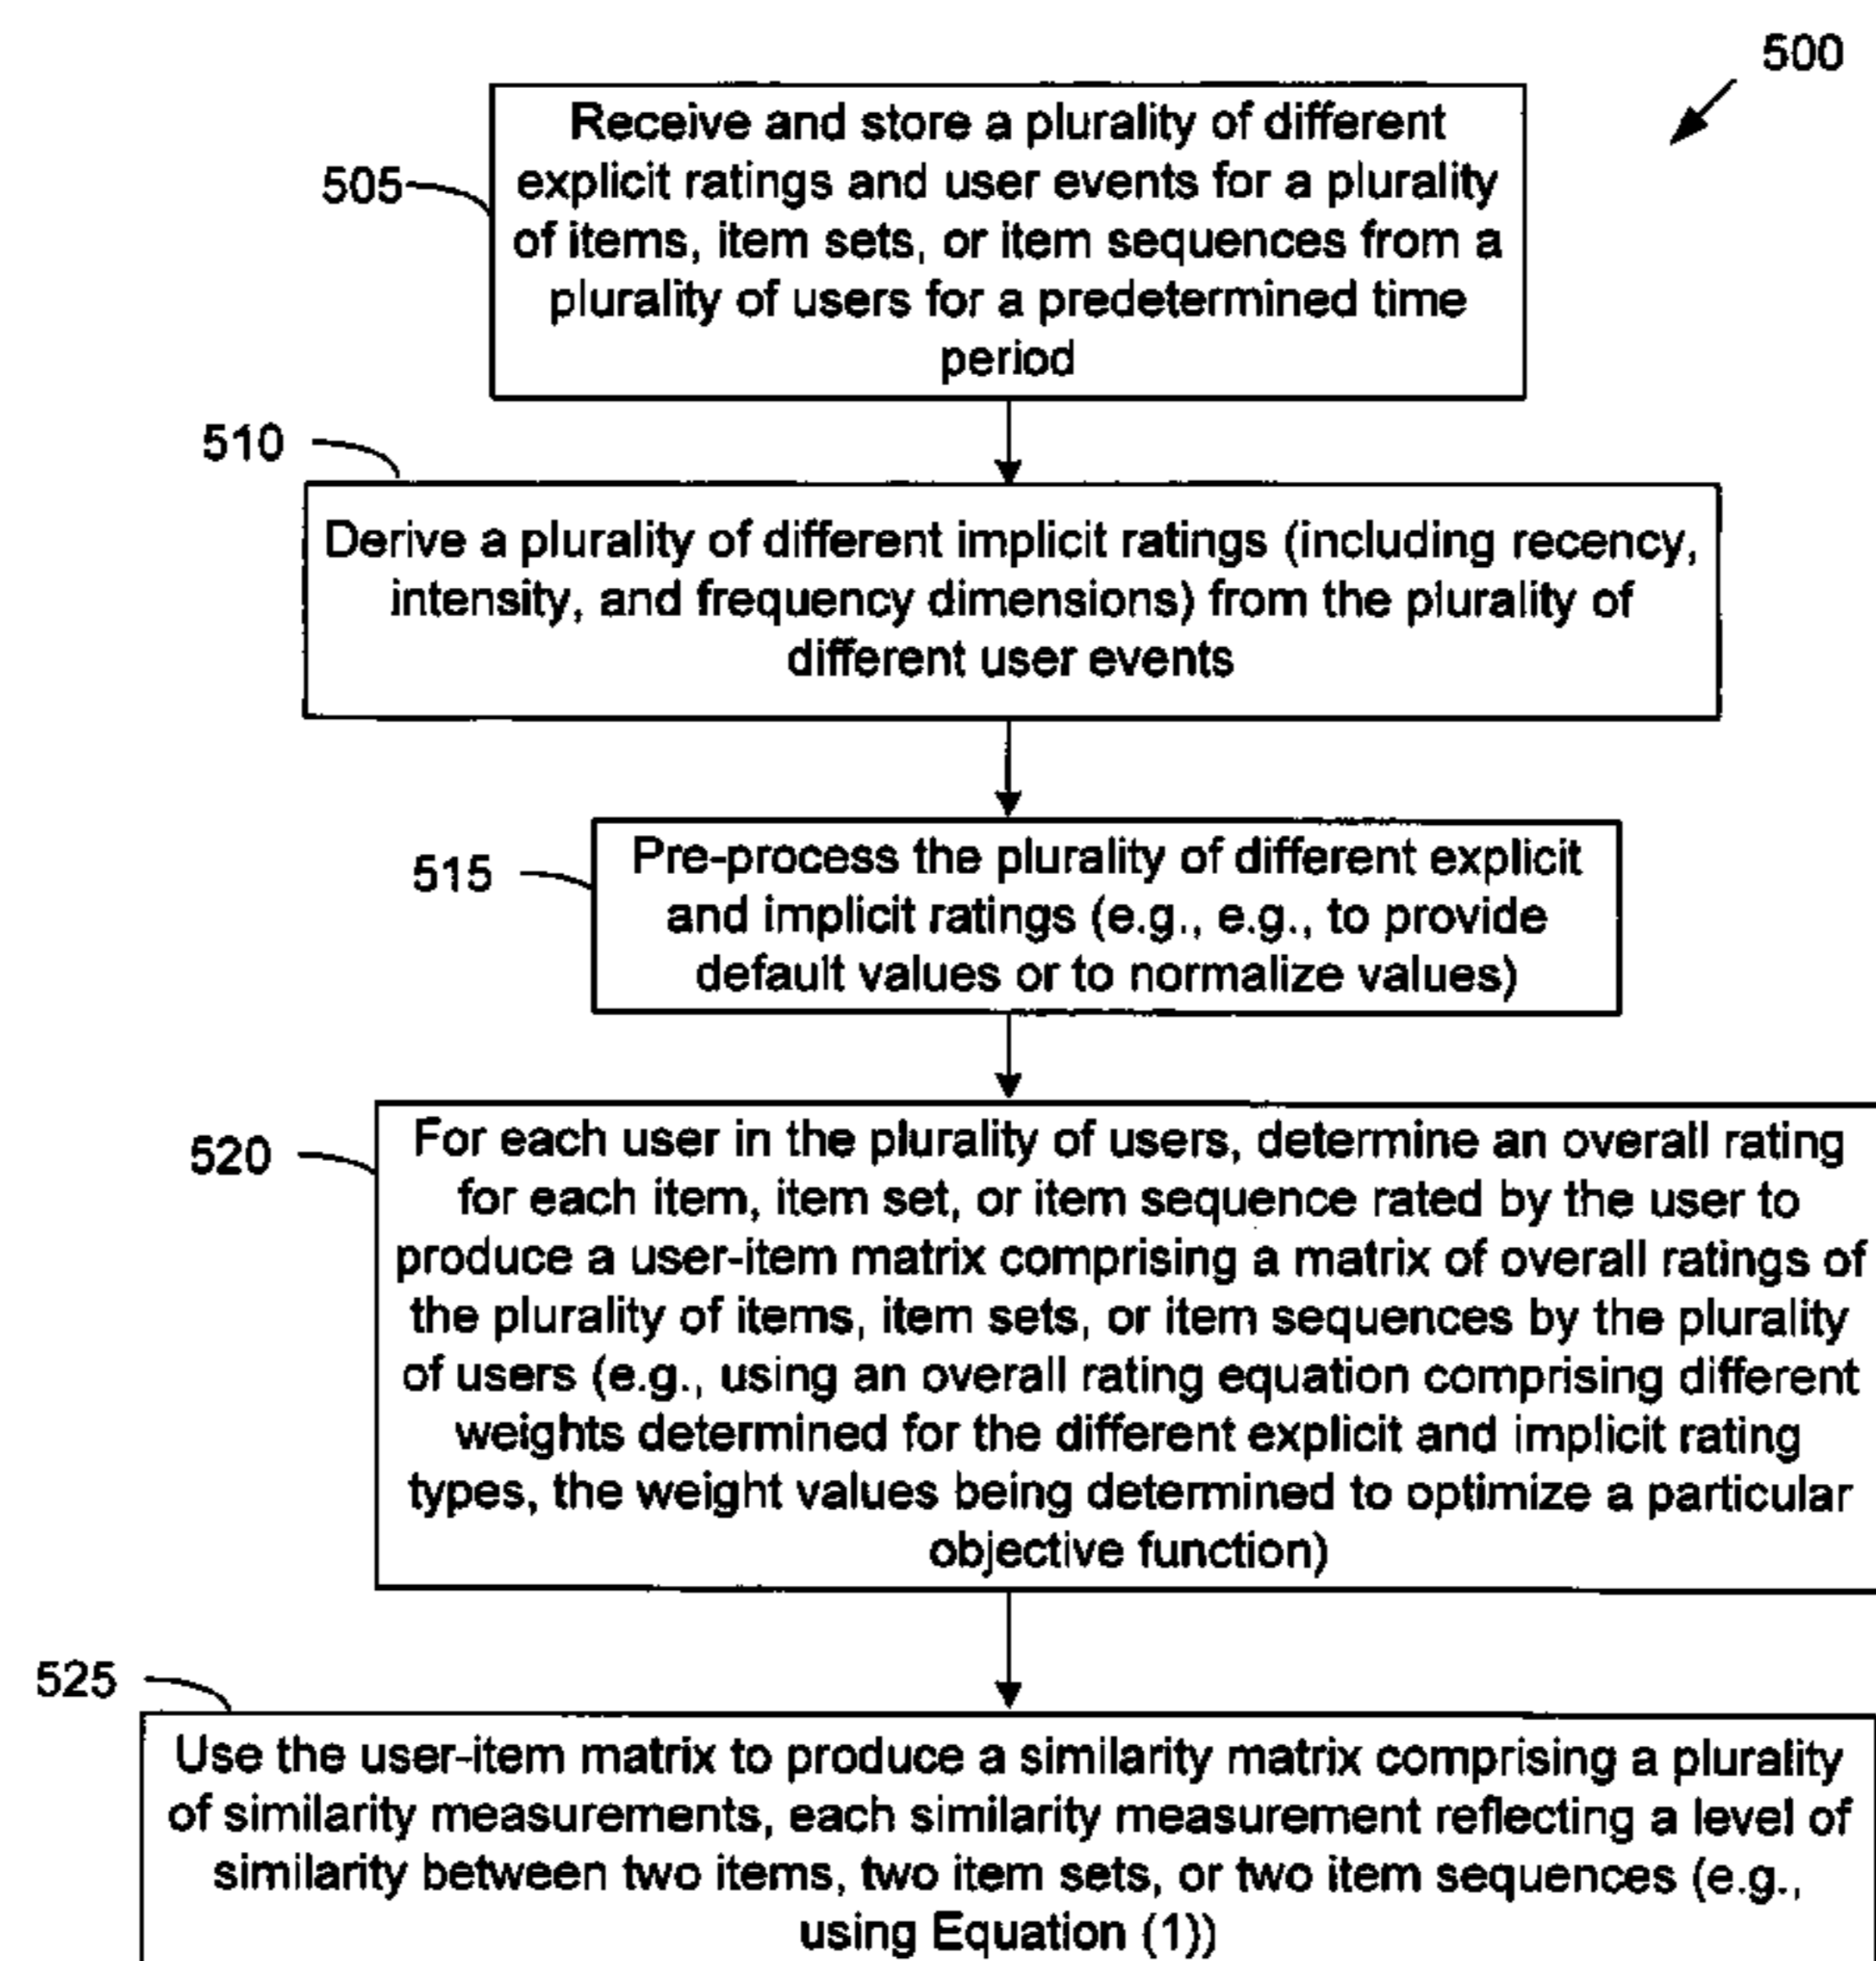 500
Receive and store a plurality of different
explicit ratings and user events for a plurality
of items, item sets, or item sequences from a
plurality of users for a predetermined time
period
505
510
Derive a plurality of different implicit ratings (including recency,
intensity, and frequency dimensions) from the plurality of
different user events
515
Pre-process the plurality of different explicit
and implicit ratings (e.g., e.g., to provide
default values or to normalize values)
520
For each user in the plurality of users, determine an overall rating
for each item, item set, or item sequence rated by the user to
produce a user-item matrix comprising a matrix of overall ratings of
the plurality of items, item sets, or item sequences by the plurality
of users (e.g., using an overall rating equation comprising different
weights determined for the different explicit and implicit rating
types, the weight values being determined to optimize a particular
objective function)
525
Use the user-item matrix to produce a similarity matrix comprising a plurality
of similarity measurements, each similarity measurement reflecting a level of
similarity between two items, two item sets, or two item sequences (e.g.,
using Equation (1))